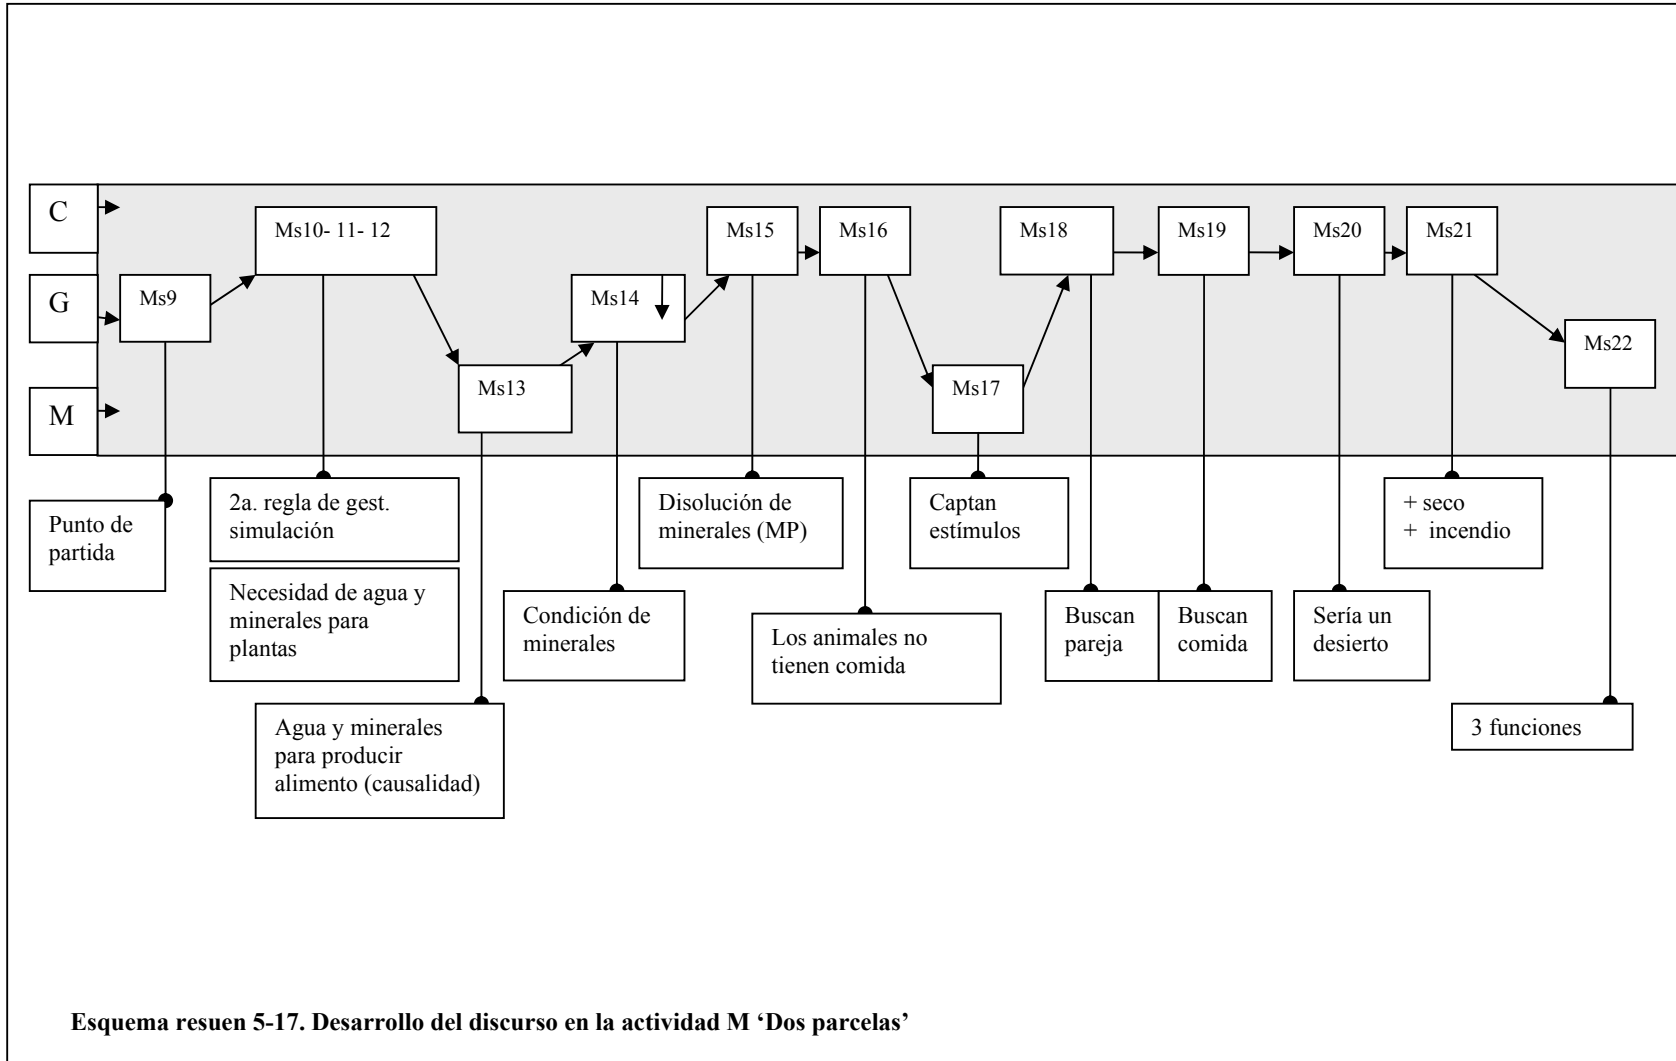 C
Ms10- 11- 12
Ms15
Ms16
Ms18
Ms19
Ms20
Ms21
G
Ms9
Ms14
Ms22
M
Ms13
Ms17
Punto de
partida
2a. regla de gest.
simulación
Necesidad de agua y
minerales para
plantas
Agua y minerales
para producir
alimento (causalidad)
Condición de
minerales
Disolución de
minerales (MP)
Los animales no
tienen comida
Captan
estímulos
Buscan
pareja
Buscan
comida
Sería un
desierto
+ seco
+ incendio
3 funciones
Esquema resuen 5-17. Desarrollo del discurso en la actividad M ‘Dos parcelas’